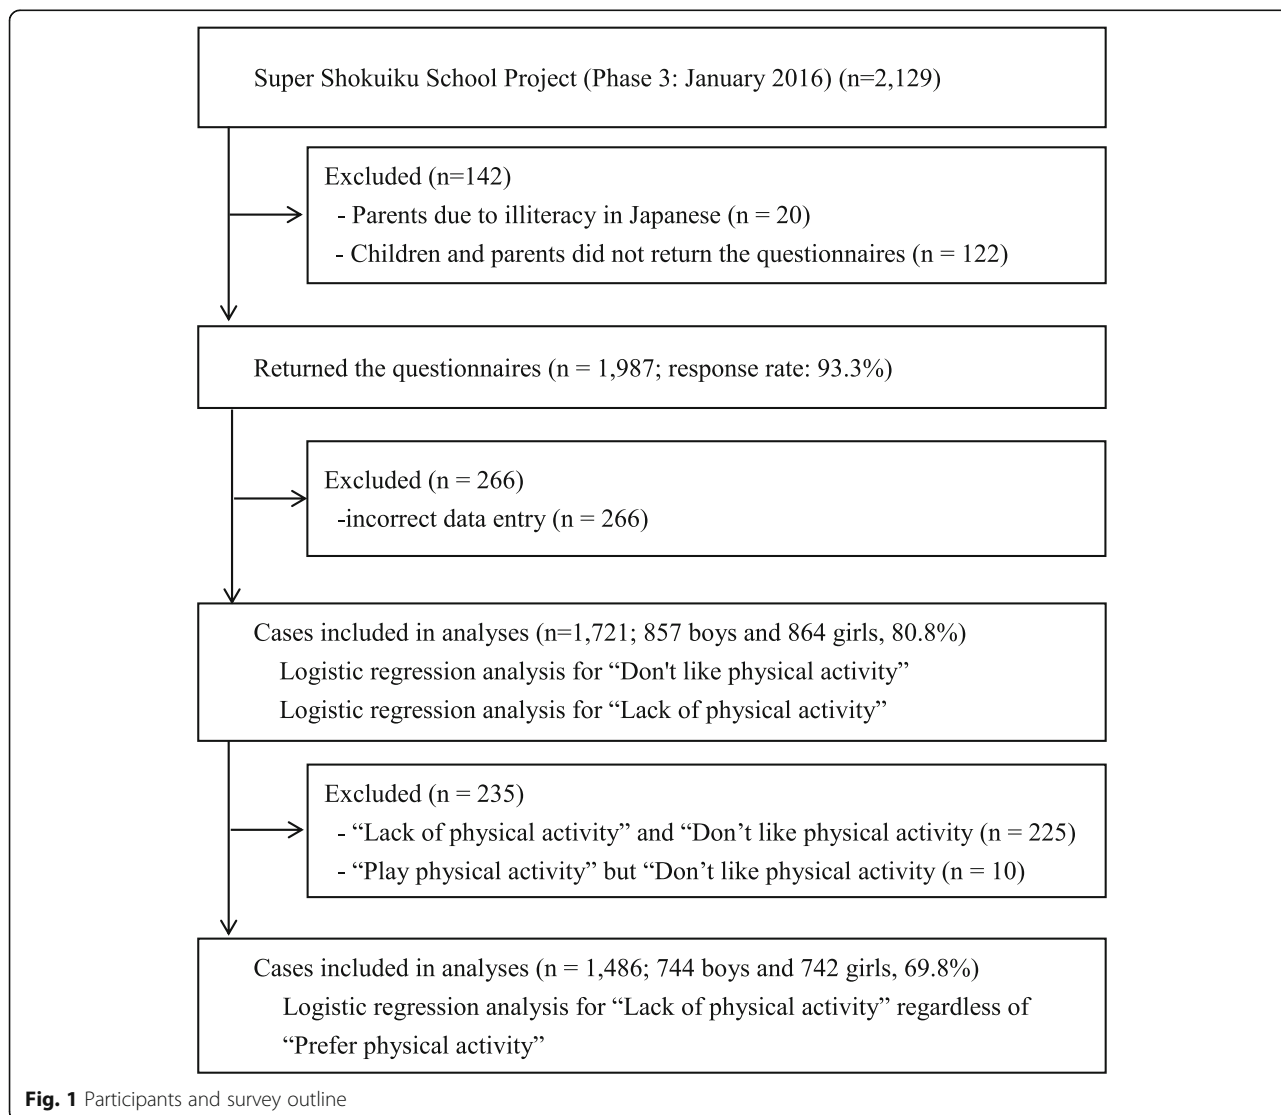 Super Shokuiku School Project (Phase 3: January 2016) (n=2,129)
Excluded (n=142)
- Parents due to illiteracy in Japanese (n = 20)
- Children and parents did not return the questionnaires (n = 122)
Returned the questionnaires (n = 1,987; response rate: 93.3%)
Excluded (n = 266)
-incorrect data entry (n = 266)
Cases included in analyses (n=1,721; 857 boys and 864 girls, 80.8%)
Logistic regression analysis for “Don't like physical activity”
Logistic regression analysis for “Lack of physical activity”
Excluded (n = 235)
- “Lack of physical activity” and “Don’t like physical activity (n = 225)
- “Play physical activity” but “Don’t like physical activity (n = 10)
Cases included in analyses (n = 1,486; 744 boys and 742 girls, 69.8%)
Logistic regression analysis for “Lack of physical activity” regardless of
“Prefer physical activity”
Fig. 1 Participants and survey outline